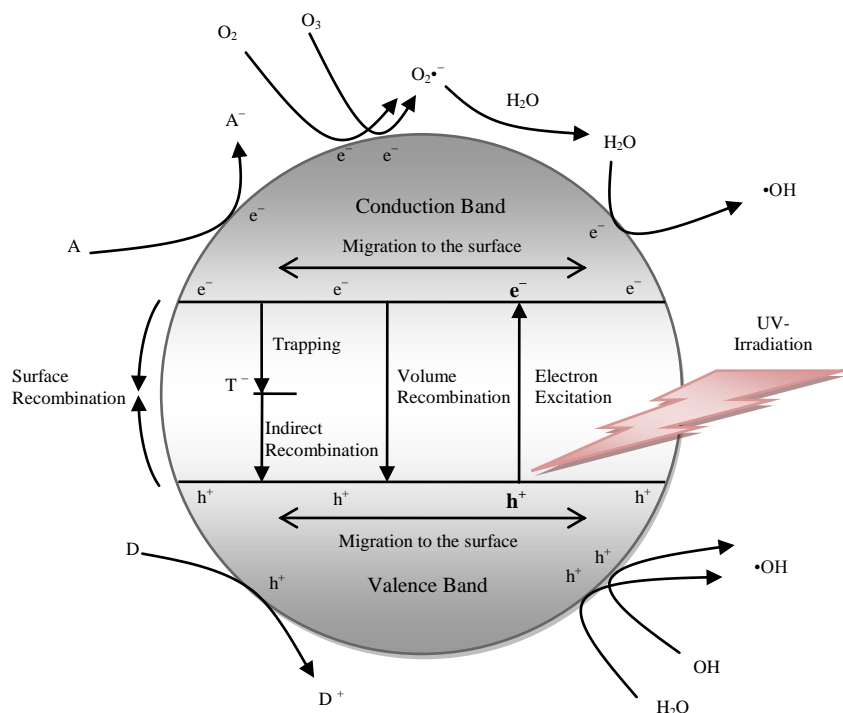 O₃
O₂
O₂•⁻
H₂O
A⁻
H₂O
e⁻ e⁻
•OH
Conduction Band
e⁻ e⁻
A
Migration to the surface
e⁻ e⁻ e⁻ e⁻
UV-
Irradiation
Trapping
Surface
Recombination
T⁻
Volume
Recombination
Electron
Excitation
Indirect
Recombination
h⁺ h⁺ h⁺ h⁺
Migration to the surface
D
h⁺
h⁺
h⁺
Valence Band
•OH
OH
D⁺
H₂O